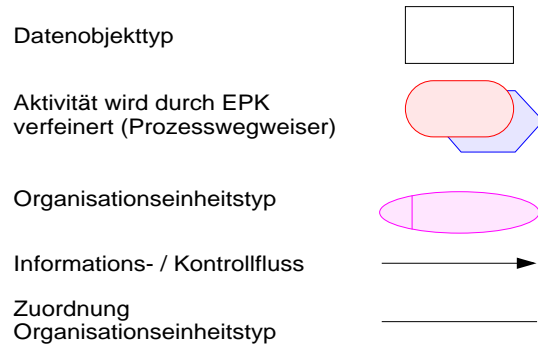 Datenobjekttyp
Aktivität wird durch EPK
verfeinert (Prozesswegweiser)
Organisationseinheitstyp
Informations- / Kontrollfluss
Zuordnung
Organisationseinheitstyp